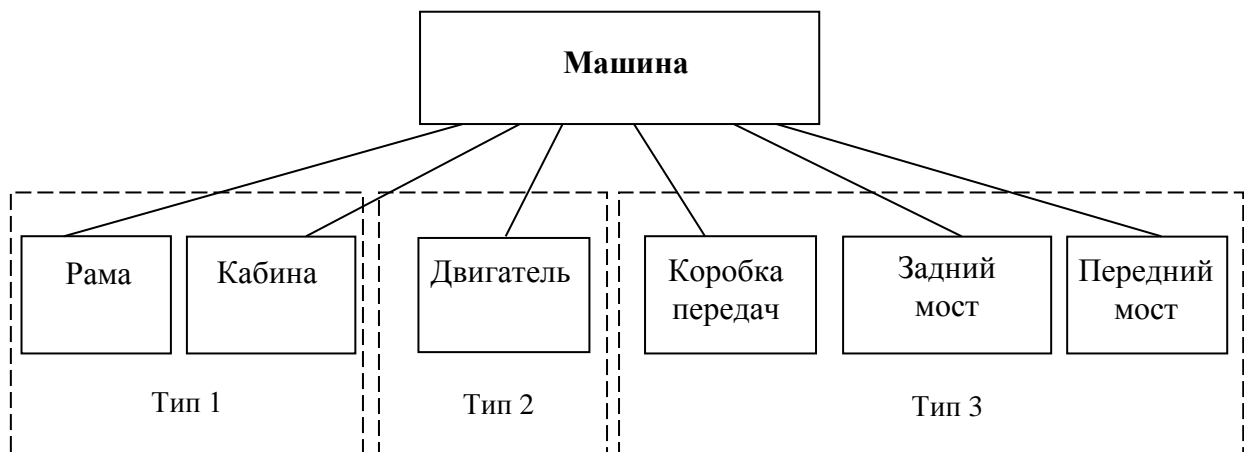 Машина
Рама
Кабина
Двигатель
Коробка
передач
Задний
мост
Передний
мост
Тип 1
Тип 2
Тип 3